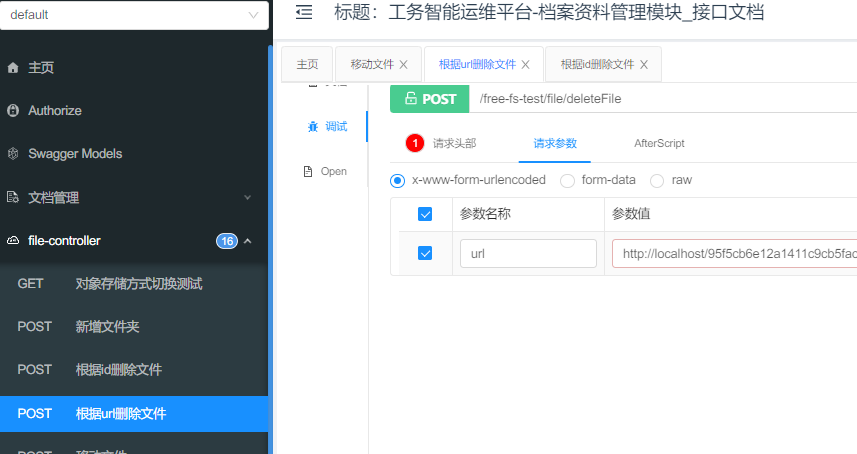 default
标题：工务智能运维平台-档案资料管理模块_接口文档
主页
Authorize
Swagger Models
文档管理
file-controller
16
GET 对象存储方式切换测试
POST 新增文件夹
POST 根据id删除文件
POST 根据url删除文件
POST 移动文件
主页 移动文件 根据url删除文件 根据id删除文件
调试
Open
POST /free-fs-test/file/deleteFile
1 请求头部 请求参数 AfterScript
x-www-form-urlencoded form-data raw
参数名称 参数值
url http://localhost/95f5cb6e12a1411c9cb5fac